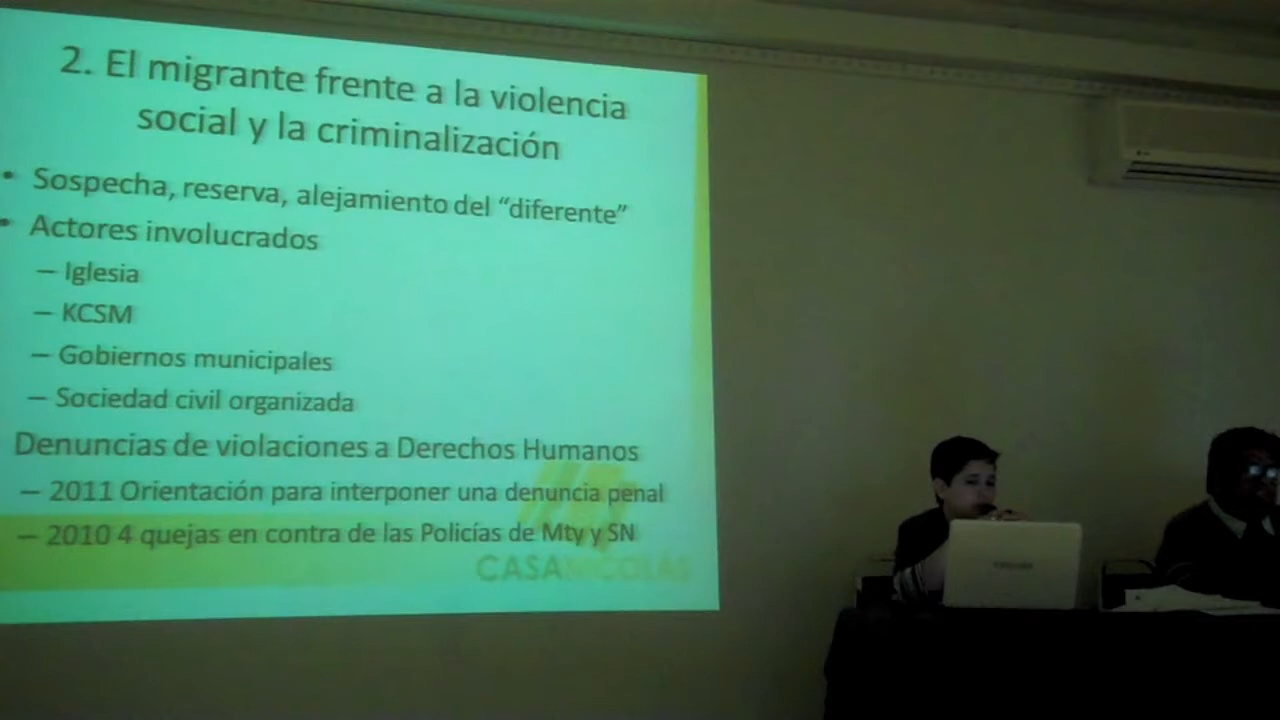 2. El migrante frente a la violencia
social y la criminalización
• Sospecha, reserva, alejamiento del “diferente”
• Actores involucrados
– Iglesia
– KCSM
– Gobiernos municipales
– Sociedad civil organizada
Denuncias de violaciones a Derechos Humanos
– 2011 Orientación para interponer una denuncia penal
– 2010 4 quejas en contra de las Policías de Mty y SN
CASANICOLÁS
TOSHIBA